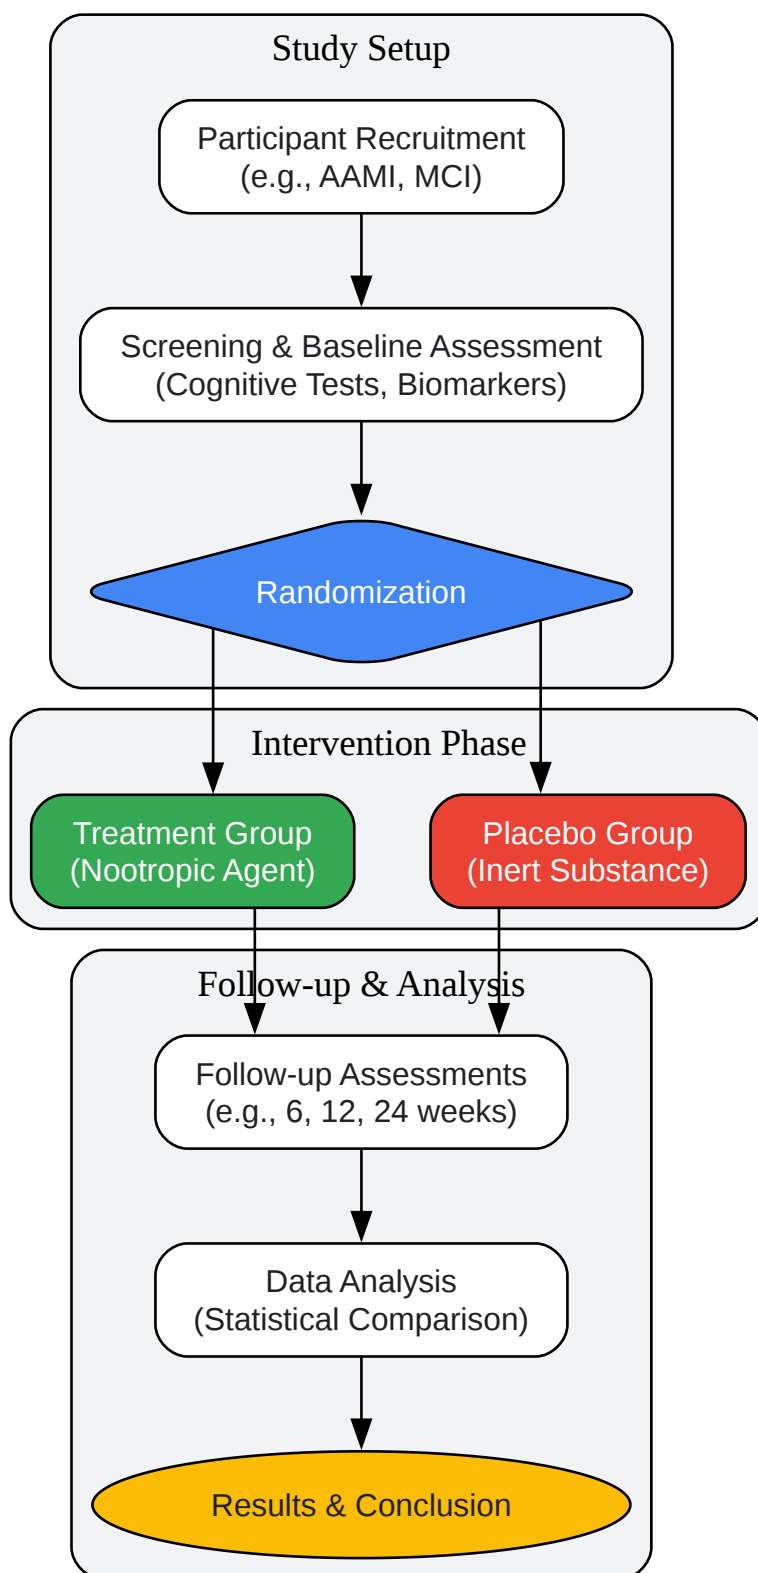 Study Setup
Participant Recruitment
(e.g., AAMI, MCI)
Screening & Baseline Assessment
(Cognitive Tests, Biomarkers)
Randomization
Intervention Phase
Treatment Group
(Nootropic Agent)
Placebo Group
(Inert Substance)
Follow-up & Analysis
Follow-up Assessments
(e.g., 6, 12, 24 weeks)
Data Analysis
(Statistical Comparison)
Results & Conclusion